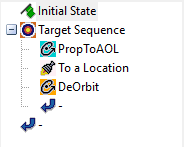 Initial State
Target Sequence
PropToAOL
To a Location
DeOrbit
-
-